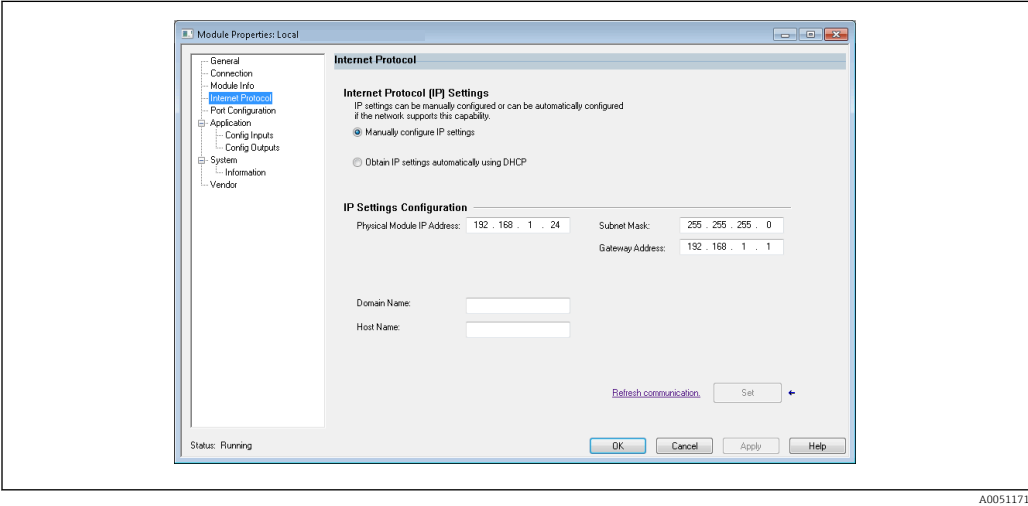 Module Properties: Local
General
Connection
Module Info
Internet Protocol
Port Configuration
Application
Config Inputs
Config Outputs
System
Information
Vendor
Internet Protocol
Internet Protocol (IP) Settings
IP settings can be manually configured or can be automatically configured
if the network supports this capability.
Manually configure IP settings
Obtain IP settings automatically using DHCP
IP Settings Configuration
Physical Module IP Address: 192 . 168 . 1 . 24 Subnet Mask: 255 . 255 . 255 . 0
Gateway Address: 192 . 168 . 1 . 1
Domain Name:
Host Name:
Refresh communication. Set
Status: Running OK Cancel Apply Help
A0051171